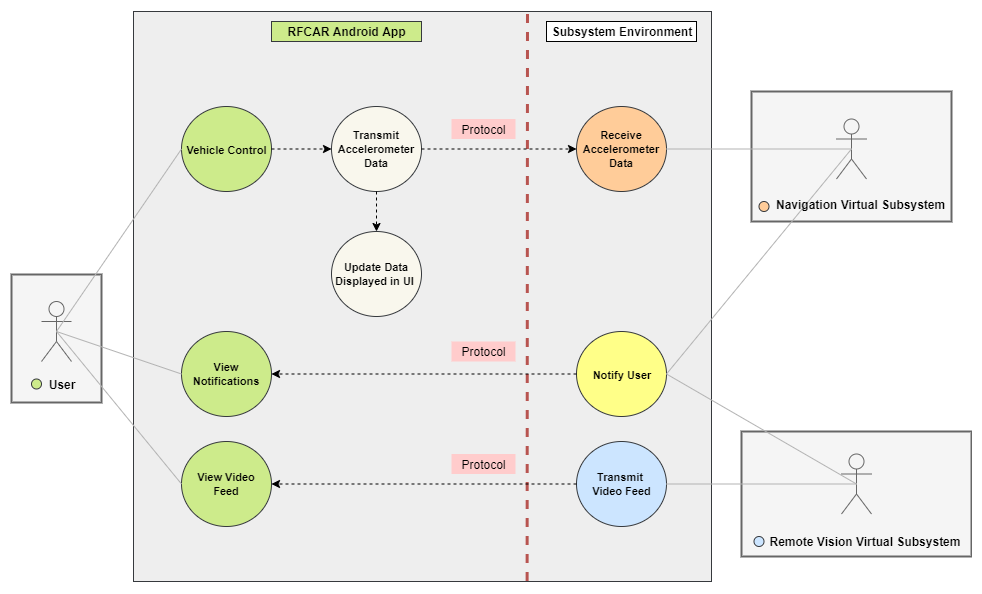 RFCAR Android App
Subsystem Environment
Vehicle Control
Transmit
Accelerometer
Data
Protocol
Receive
Accelerometer
Data
Navigation Virtual Subsystem
Update Data
Displayed in UI
User
View
Notifications
Protocol
Notify User
View Video
Feed
Protocol
Transmit
Video Feed
Remote Vision Virtual Subsystem